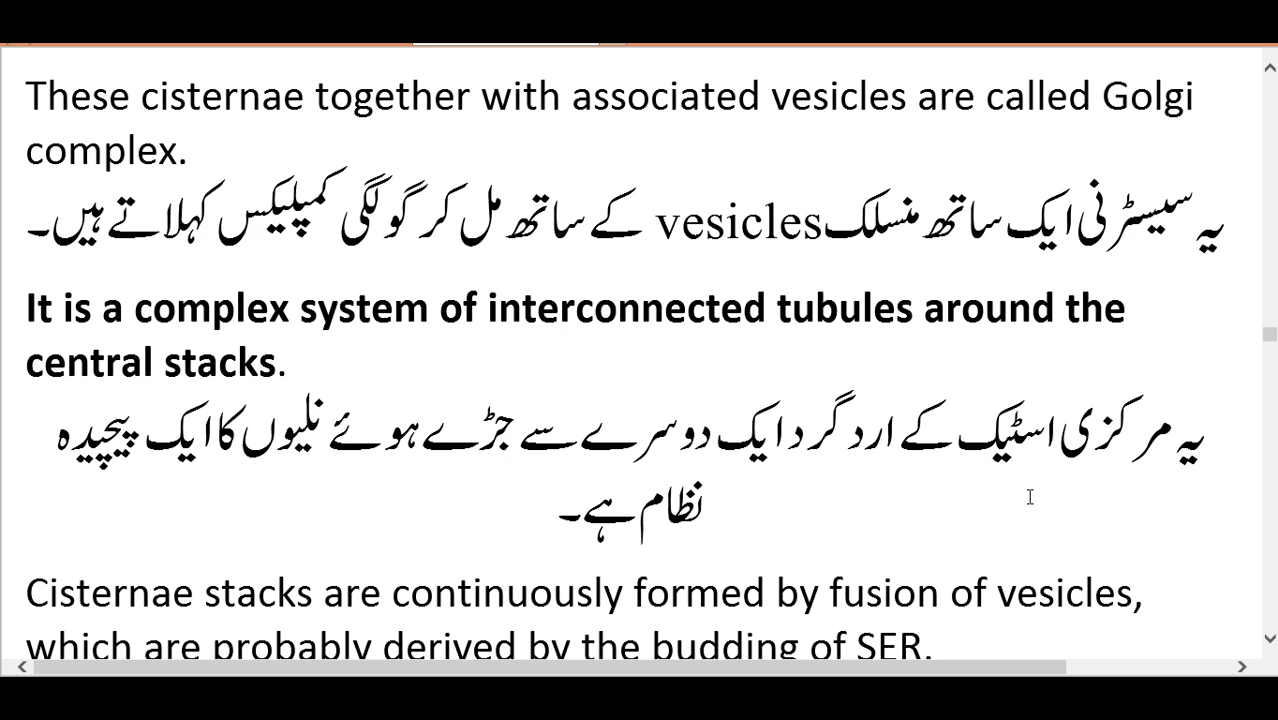 These cisternae together with associated vesicles are called Golgi
complex.
یہ سیسٹرنی ایک ساتھ منسلک vesicles کے ساتھ مل کر گولگی کمپلیکس کہلاتے ہیں۔
It is a complex system of interconnected tubules around the
central stacks.
یہ مرکزی اسٹیک کے ارد گرد ایک دوسرے سے جڑے ہوئے نلیوں کا ایک پیچیدہ
نظام ہے۔
Cisternae stacks are continuously formed by fusion of vesicles,
which are probably derived by the budding of SER.